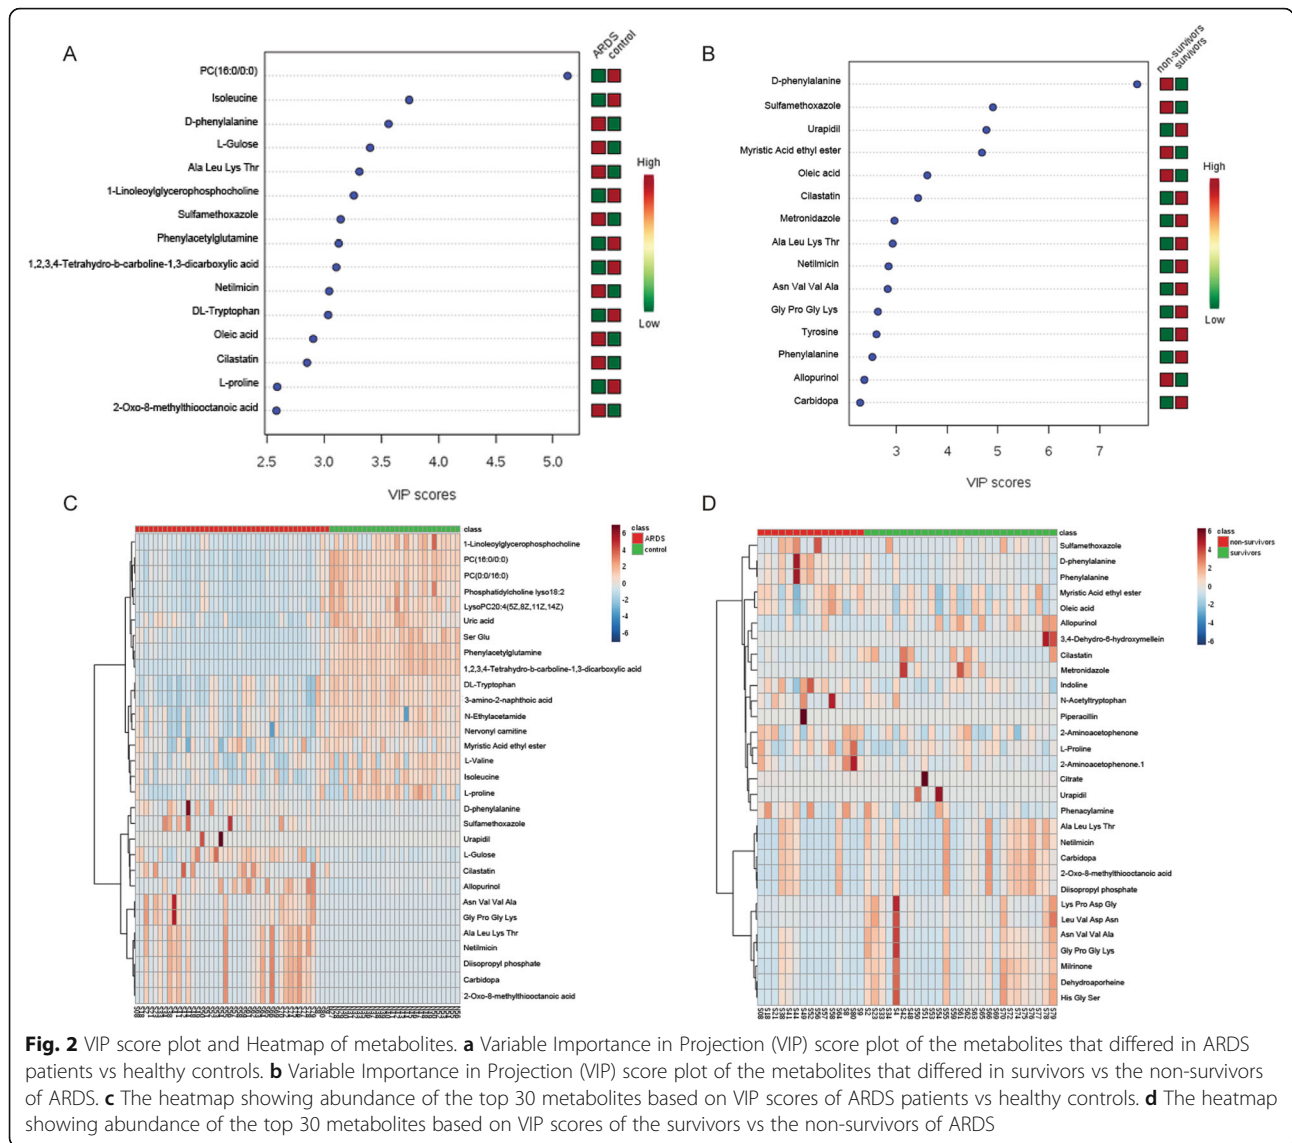 A
ARDS
control
PC(16:0/0:0)
Isoleucine
D-phenylalanine
L-Gulose
Ala Leu Lys Thr
1-Linoleoylglycerophosphocholine
Sulfamethoxazole
Phenylacetylglutamine
1,2,3,4-Tetrahydro-b-carboline-1,3-dicarboxylic acid
Netilmicin
DL-Tryptophan
Oleic acid
Cilastatin
L-proline
2-Oxo-8-methylthiooctanoic acid
High
Low
2.5 3.0 3.5 4.0 4.5 5.0
VIP scores
B
non-survivors
survivors
D-phenylalanine
Sulfamethoxazole
Urapidil
Myristic Acid ethyl ester
Oleic acid
Cilastatin
Metronidazole
Ala Leu Lys Thr
Netilmicin
Asn Val Val Ala
Gly Pro Gly Lys
Tyrosine
Phenylalanine
Allopurinol
Carbidopa
High
Low
3 4 5 6 7
VIP scores
C
class
1-Linoleoylglycerophosphocholine
PC(16:0/0:0)
PC(0:0/16:0)
Phosphatidylcholine lyso18:2
LysoPC20:4(5Z,8Z,11Z,14Z)
Uric acid
Ser Glu
Phenylacetylglutamine
1,2,3,4-Tetrahydro-b-carboline-1,3-dicarboxylic acid
DL-Tryptophan
3-amino-2-naphthoic acid
N-Ethylacetamide
Nervonyl carnitine
Myristic Acid ethyl ester
L-Valine
Isoleucine
L-proline
D-phenylalanine
Sulfamethoxazole
Urapidil
L-Gulose
Cilastatin
Allopurinol
Asn Val Val Ala
Gly Pro Gly Lys
Ala Leu Lys Thr
Netilmicin
Diisopropyl phosphate
Carbidopa
2-Oxo-8-methylthiooctanoic acid
class
ARDS
control
6
4
2
0
-2
-4
-6
D
class
Sulfamethoxazole
D-phenylalanine
Phenylalanine
Myristic Acid ethyl ester
Oleic acid
Allopurinol
3,4-Dehydro-6-hydroxymellein
Cilastatin
Metronidazole
Indoline
N-Acetyltryptophan
Piperacillin
2-Aminoacetophenone
L-Proline
2-Aminoacetophenone.1
Citrate
Urapidil
Phenacylamine
Ala Leu Lys Thr
Netilmicin
Carbidopa
2-Oxo-8-methylthiooctanoic acid
Diisopropyl phosphate
Lys Pro Asp Gly
Leu Val Asp Asn
Asn Val Val Ala
Gly Pro Gly Lys
Milrinone
Dehydroaporheine
His Gly Ser
class
non-survivors
survivors
6
4
2
0
-2
-4
-6
Fig. 2 VIP score plot and Heatmap of metabolites. a Variable Importance in Projection (VIP) score plot of the metabolites that differed in ARDS
patients vs healthy controls. b Variable Importance in Projection (VIP) score plot of the metabolites that differed in survivors vs the non-survivors
of ARDS. c The heatmap showing abundance of the top 30 metabolites based on VIP scores of ARDS patients vs healthy controls. d The heatmap
showing abundance of the top 30 metabolites based on VIP scores of the survivors vs the non-survivors of ARDS